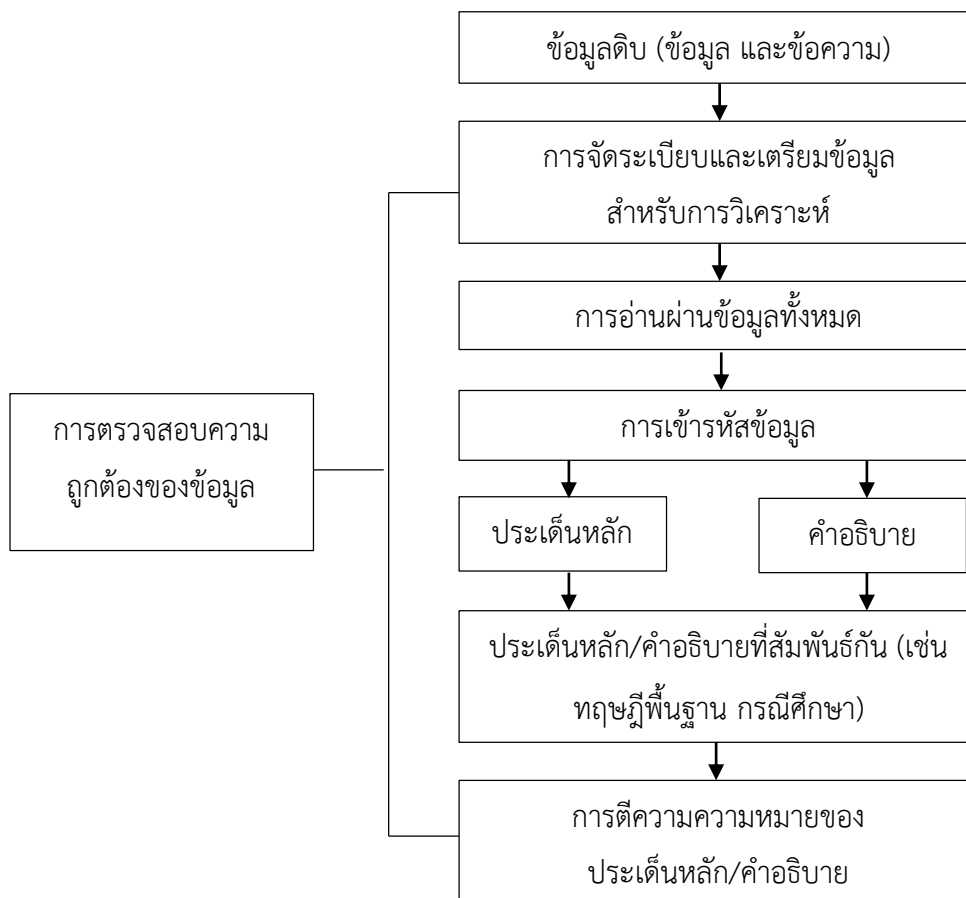 ข้อมูลดิบ (ข้อมูล และข้อความ)
การจัดระเบียบและเตรียมข้อมูล
สำหรับการวิเคราะห์
การอ่านผ่านข้อมูลทั้งหมด
การตรวจสอบความ
ถูกต้องของข้อมูล
การเข้ารหัสข้อมูล
ประเด็นหลัก
คำอธิบาย
ประเด็นหลัก/คำอธิบายที่สัมพันธ์กัน (เช่น
ทฤษฎีพื้นฐาน กรณีศึกษา)
การตีความความหมายของ
ประเด็นหลัก/คำอธิบาย